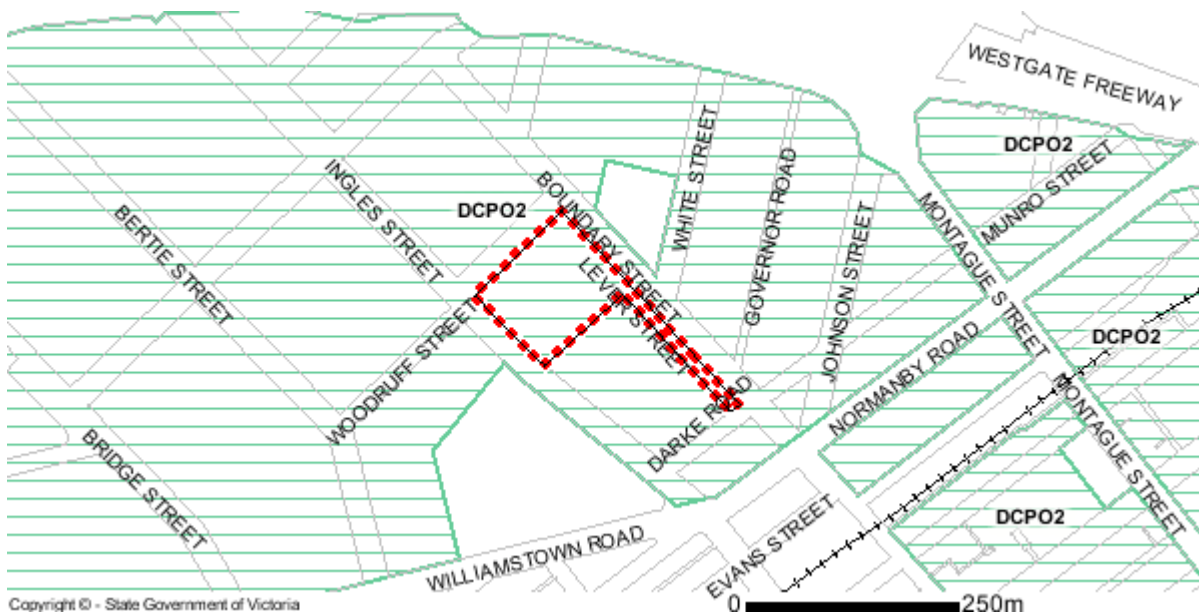 WESTGATE FREEWAY
DCPO2
MUNRO STREET
WHITE STREET
GOVERNOR ROAD
JOHNSON STREET
BOUNDARY STREET
INGLES STREET
DCPO2
BERTIE STREET
LEVER STREET
MONTAGUE STREET
WOODRUFF STREET
NORMANBY ROAD
DCPO2
DARKE ROAD
MONTAGUE STREET
BRIDGE STREET
DCPO2
EVANS STREET
WILLIAMSTOWN ROAD
Copyright © - State Government of Victoria
0 250m